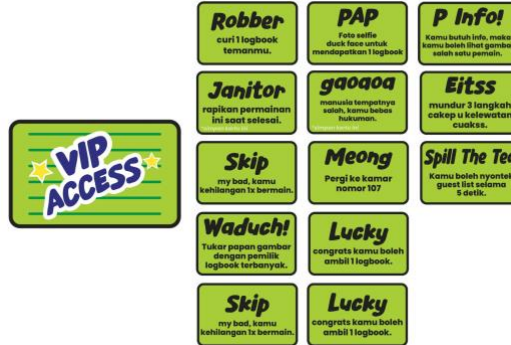 VIP
ACCESS
Robber
curi 1 logbook
temanmu.
PAP
Foto selfie
duck face untuk
mendapatkan 1 logbook
P Info!
Kamu butuh info, maka
kamu boleh lihat gambar
salah satu pemain.
Janitor
rapikan permainan
ini saat selesai.
gaoaoa
manusia tempatnya
salah, kamu bebas
hukuman.
Eitss
mundur 3 langkah
cakep u kelewatan
cuakss.
Skip
my bad, kamu
kehilangan 1x bermain.
Meong
Pergi ke kamar
nomor 107
Spill The Tea
Kamu boleh nyontek
guest list selama
5 detik.
Waduch!
Tukar papan gambar
dengan pemilik
logbook terbanyak.
Lucky
congrats kamu boleh
ambil 1 logbook.
Skip
my bad, kamu
kehilangan 1x bermain.
Lucky
congrats kamu boleh
ambil 1 logbook.